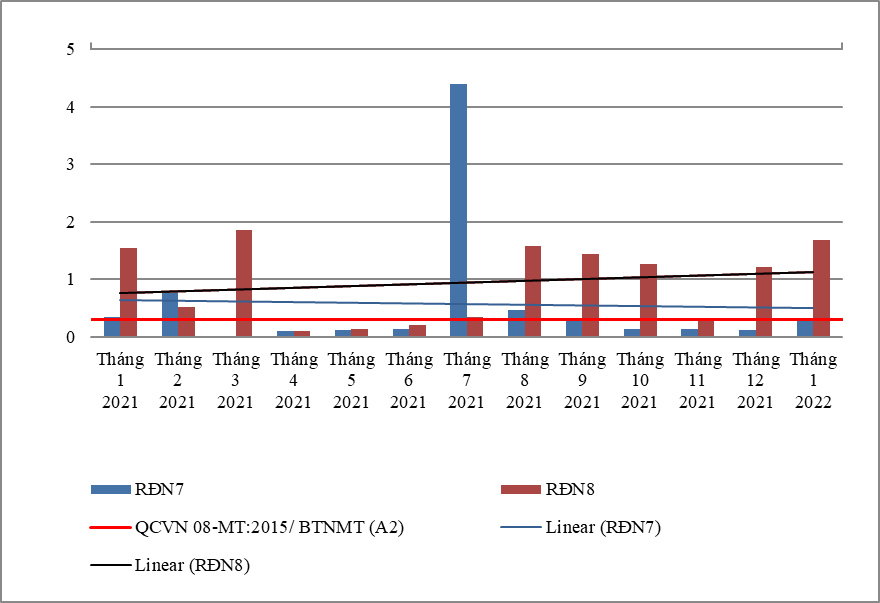 5
4
3
2
1
0
Tháng Tháng Tháng Tháng Tháng Tháng Tháng Tháng Tháng Tháng Tháng Tháng Tháng
1 2 3 4 5 6 7 8 9 10 11 12 1
2021 2021 2021 2021 2021 2021 2021 2021 2021 2021 2021 2021 2022
RĐN7 RĐN8
QCVN 08-MT:2015/ BTNMT (A2) Linear (RĐN7)
Linear (RĐN8)